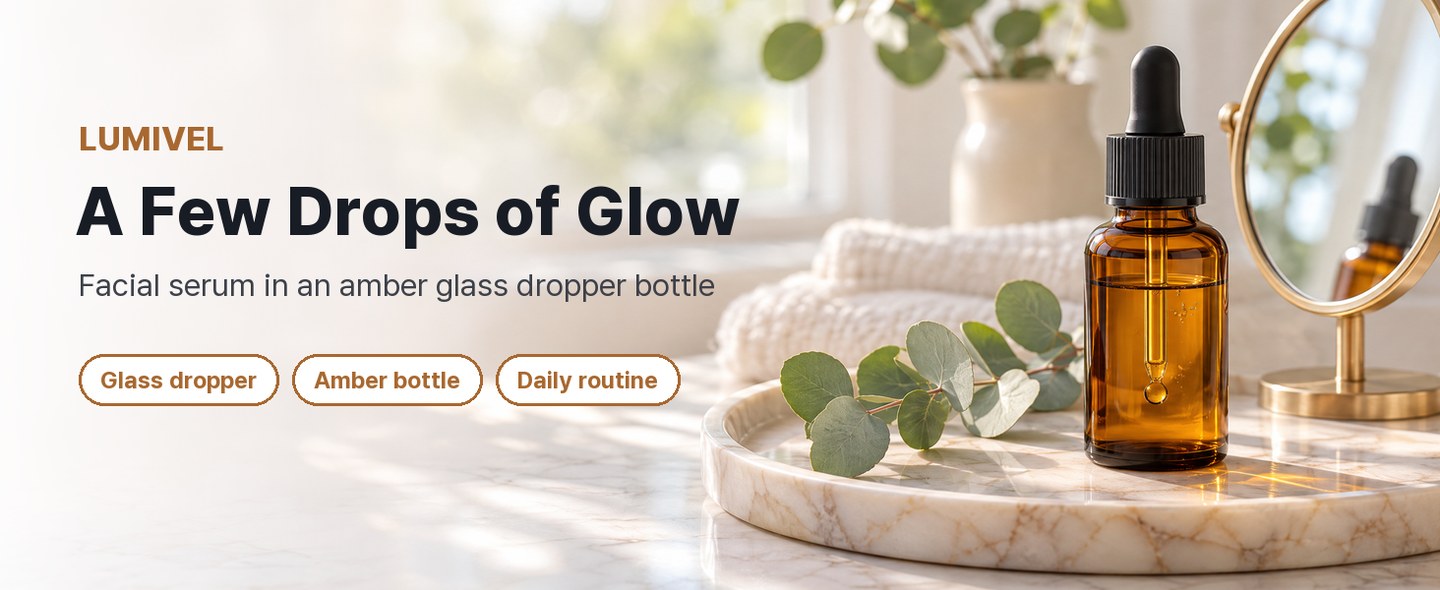 LUMIVEL
A Few Drops of Glow
Facial serum in an amber glass dropper bottle
Glass dropper
Amber bottle
Daily routine